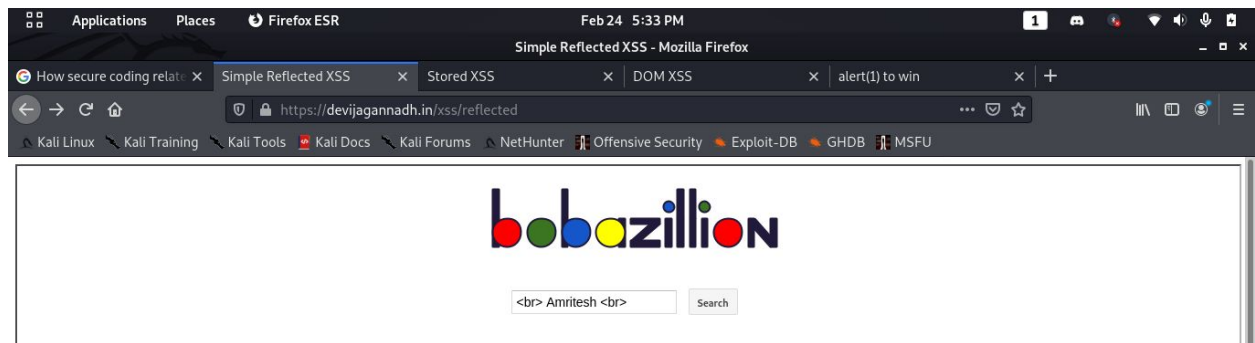 Applications Places Firefox ESR Feb 24 5:33 PM 1
Simple Reflected XSS - Mozilla Firefox
How secure coding relate Simple Reflected XSS Stored XSS DOM XSS alert(1) to win
https://devijagannadh.in/xss/reflected
Kali Linux Kali Training Kali Tools Kali Docs Kali Forums NetHunter Offensive Security Exploit-DB GHDB MSFU
bobazillion
<br> Amritesh <br> Search